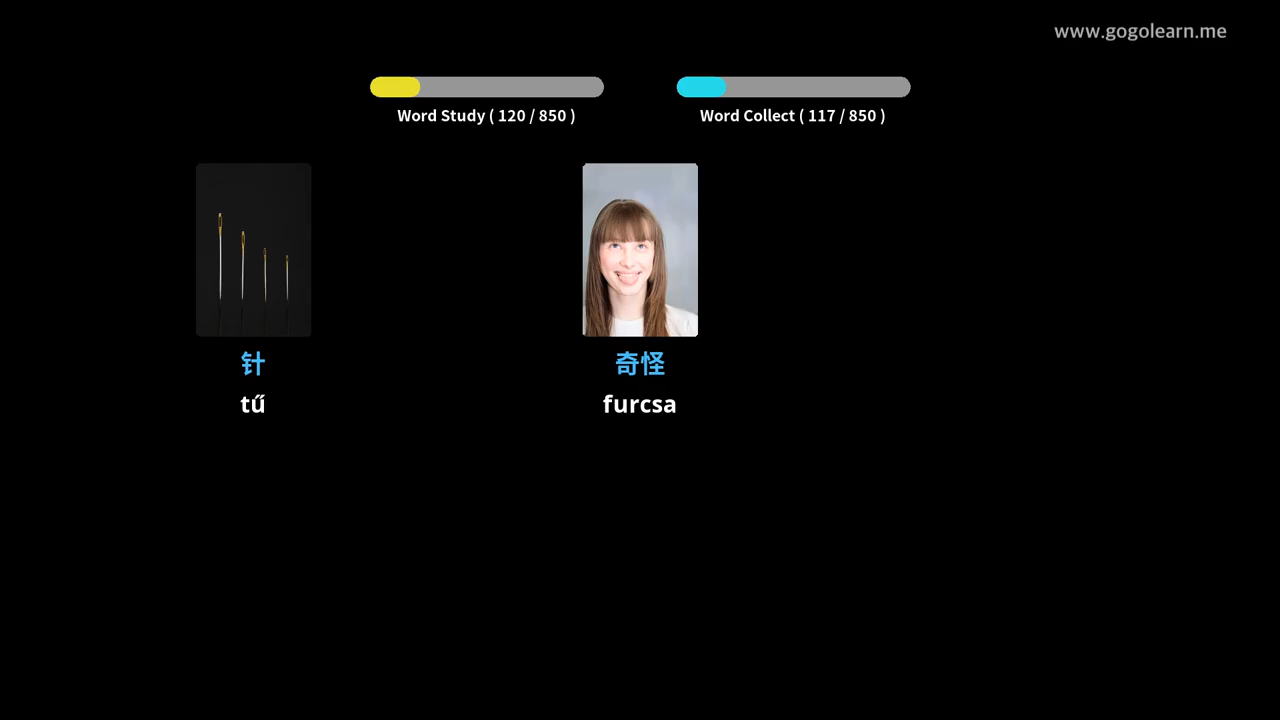 www.gogolearn.me
Word Study ( 120 / 850 )
Word Collect ( 117 / 850 )
针
tű
奇怪
furcsa